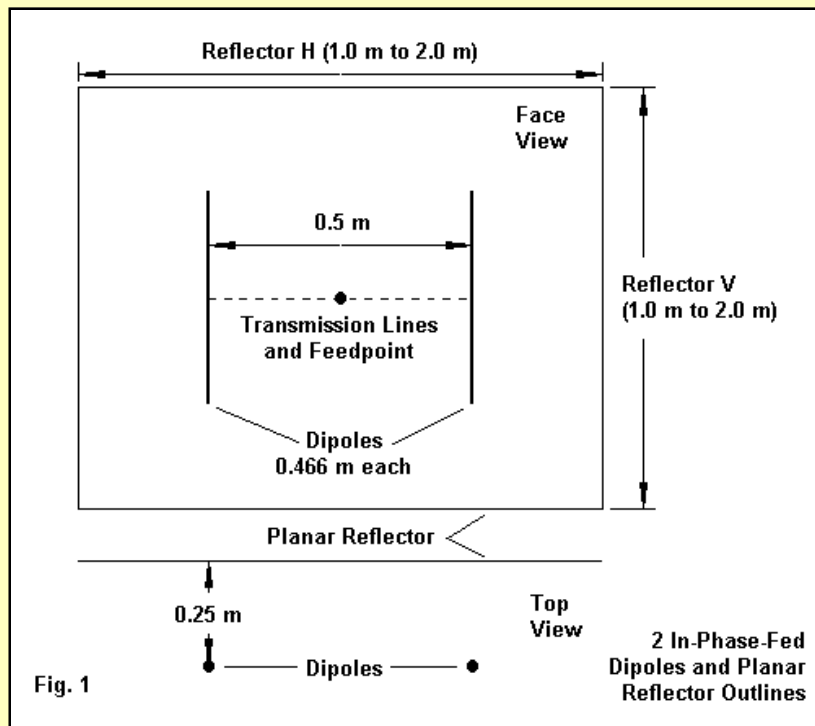 Reflector H (1.0 m to 2.0 m)
Face
View
0.5 m
Reflector V
(1.0 m to 2.0 m)
Transmission Lines
and Feedpoint
Dipoles
0.466 m each
Planar Reflector
0.25 m
Top
View
Dipoles
2 In-Phase-Fed
Dipoles and Planar
Reflector Outlines
Fig. 1